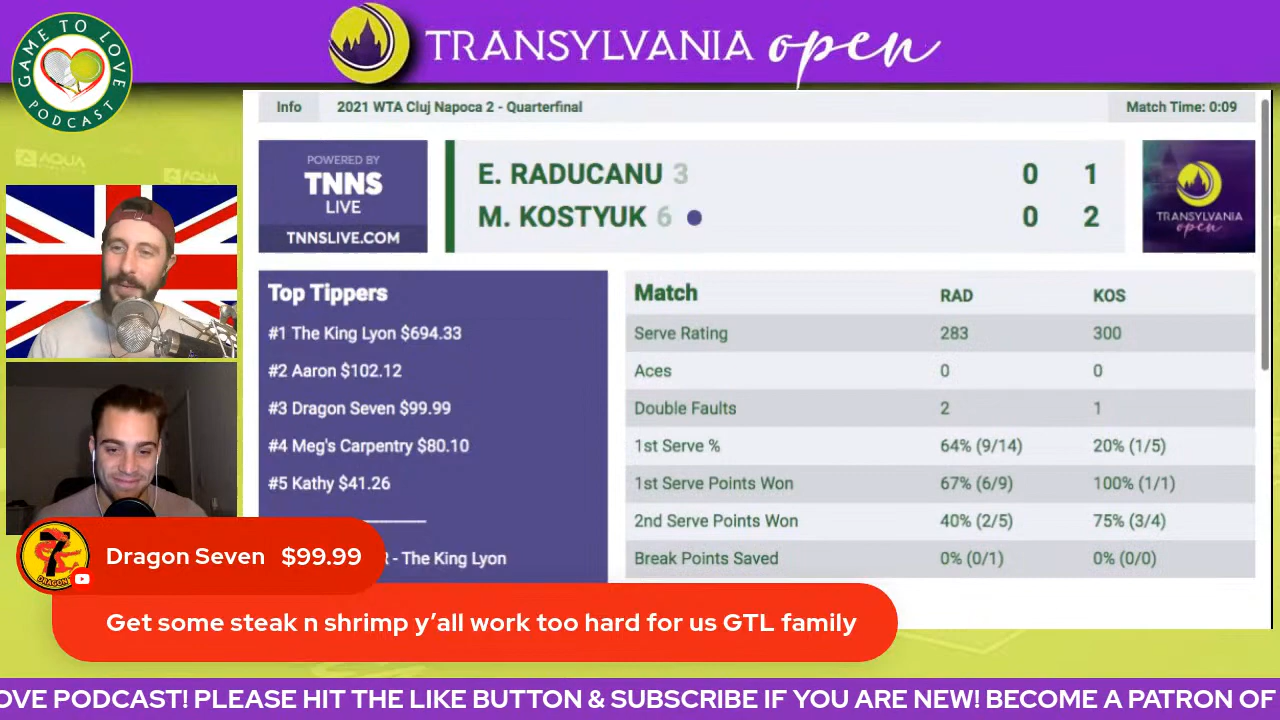 GAME TO LOVE
PODCAST
TRANSYLVANIA open
Info 2021 WTA Cluj Napoca 2 - Quarterfinal Match Time: 0:09
POWERED BY
TNNS
LIVE
TNNSLIVE.COM
E. RADUCANU 3 0 1
M. KOSTYUK 6 0 2
TRANSYLVANIA
open
AQUA
AQUA
Top Tippers
#1 The King Lyon $694.33
#2 Aaron $102.12
#3 Dragon Seven $99.99
#4 Meg's Carpentry $80.10
#5 Kathy $41.26
- The King Lyon
Match RAD KOS
Serve Rating 283 300
Aces 0 0
Double Faults 2 1
1st Serve % 64% (9/14) 20% (1/5)
1st Serve Points Won 67% (6/9) 100% (1/1)
2nd Serve Points Won 40% (2/5) 75% (3/4)
Break Points Saved 0% (0/1) 0% (0/0)
7
DRAGON
Dragon Seven $99.99
Get some steak n shrimp y’all work too hard for us GTL family
OVE PODCAST! PLEASE HIT THE LIKE BUTTON & SUBSCRIBE IF YOU ARE NEW! BECOME A PATRON OF